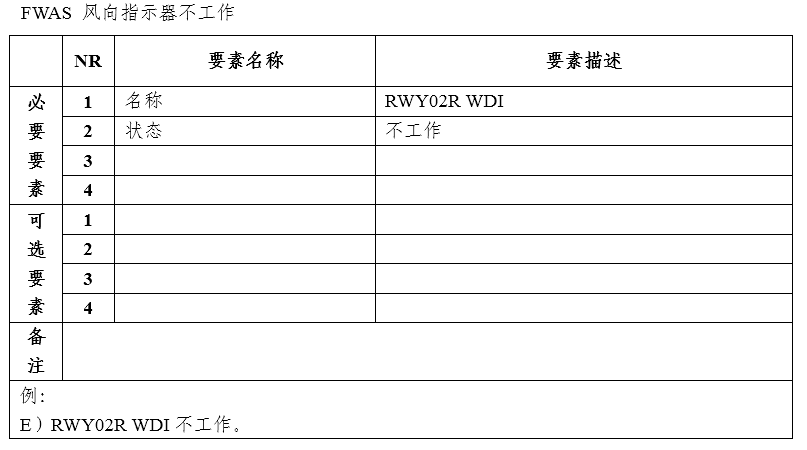 FWAS 风向指示器不工作
NR 要素名称 要素描述
必要要素
1 名称 RWY02R WDI
2 状态 不工作
3
4
可选要素
1
2
3
4
备注
例：
E）RWY02R WDI 不工作。